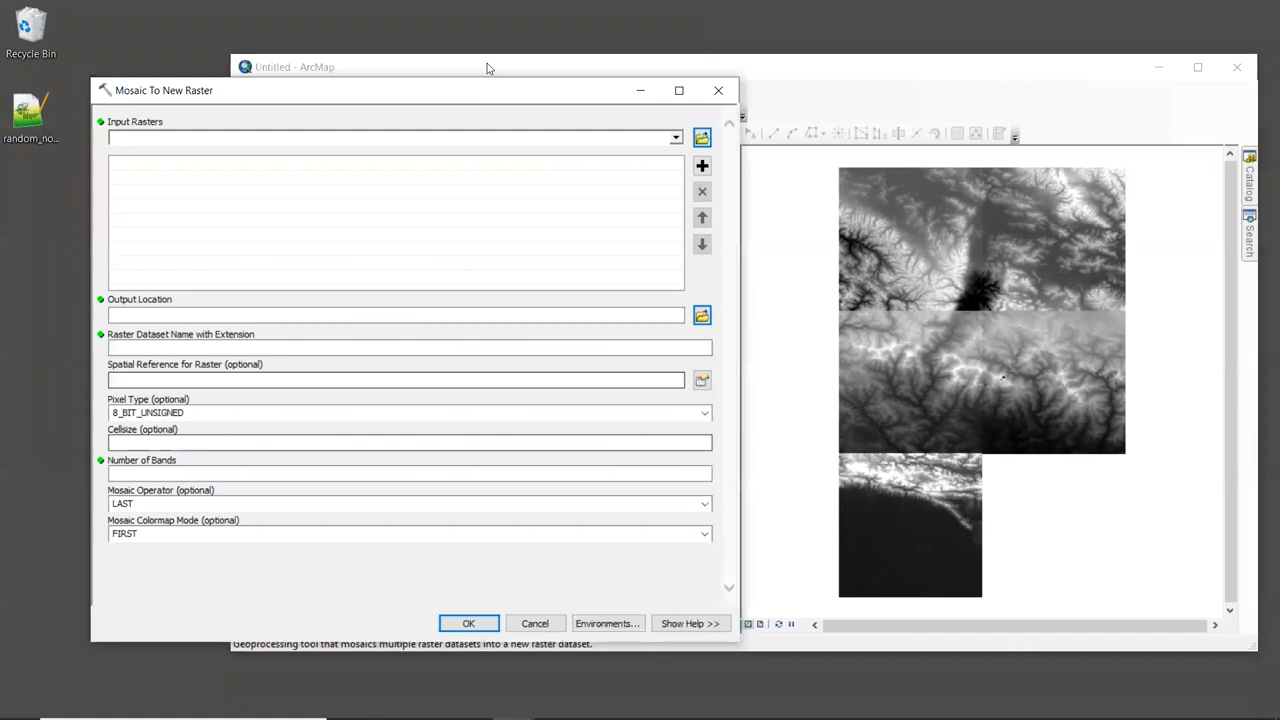 Recycle Bin
random_no...
Untitled - ArcMap
Mosaic To New Raster
Input Rasters
Output Location
Raster Dataset Name with Extension
Spatial Reference for Raster (optional)
Pixel Type (optional)
8_BIT_UNSIGNED
Cellsize (optional)
Number of Bands
Mosaic Operator (optional)
LAST
Mosaic Colormap Mode (optional)
FIRST
OK
Cancel
Environments...
Show Help >>
Geoprocessing tool that mosaics multiple raster datasets into a new raster dataset.
Catalog
Search